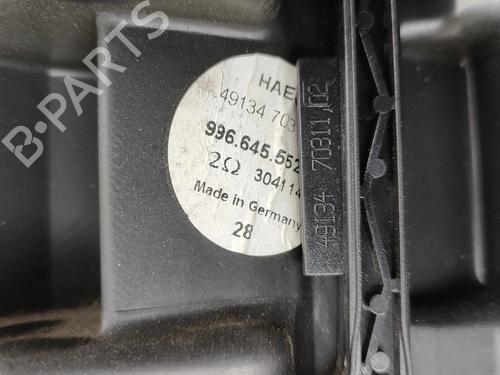 B-PARTS
HAE
49134 703
996.645.552
2Ω 304114
Made in Germany
28
49134 70311,02